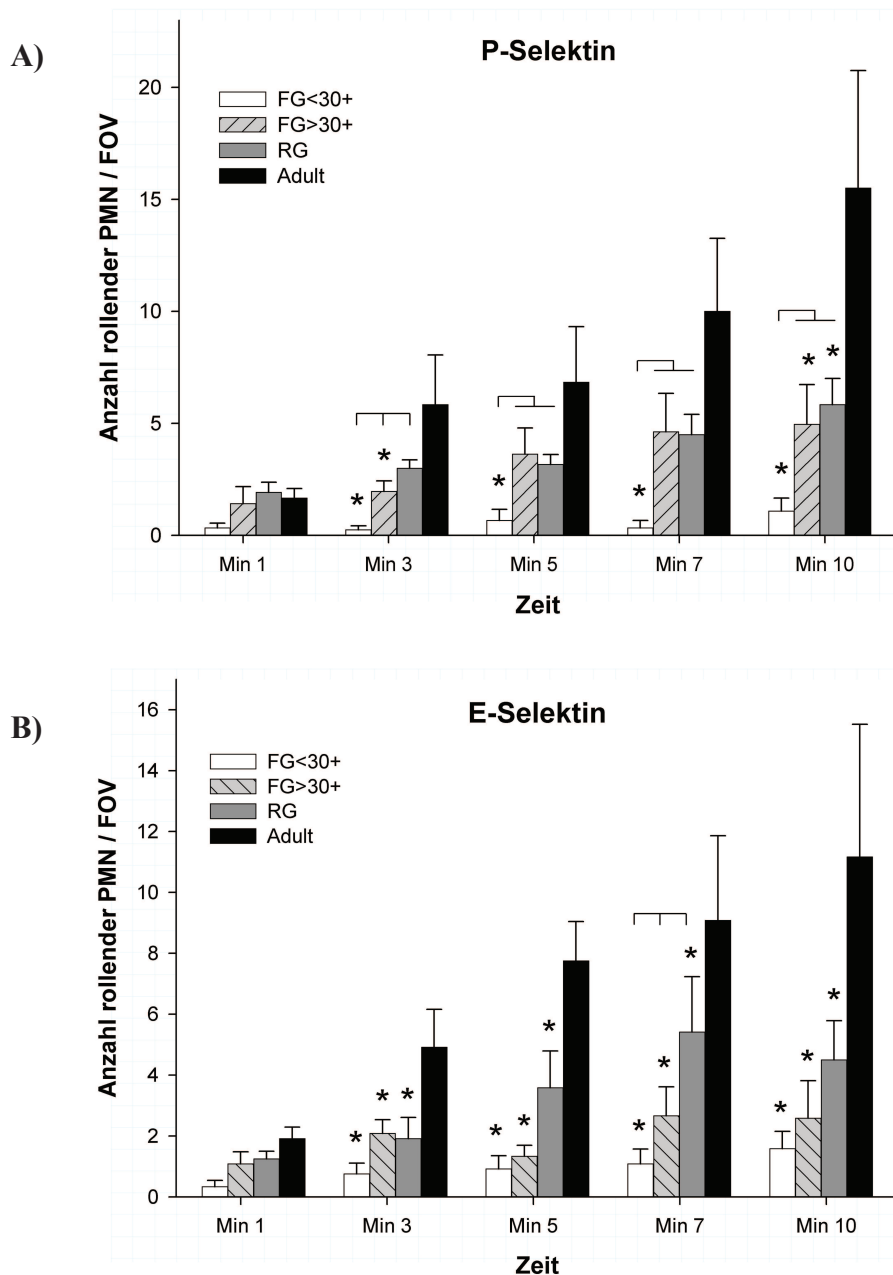 A)
P-Selektin
Anzahl rollender PMN / FOV
20
15
10
5
0
FG<30+
FG>30+
RG
Adult
* * * * * * *
Min 1 Min 3 Min 5 Min 7 Min 10
Zeit
B)
E-Selektin
Anzahl rollender PMN / FOV
16
14
12
10
8
6
4
2
0
FG<30+
FG>30+
RG
Adult
* * * * * * * * * * * *
Min 1 Min 3 Min 5 Min 7 Min 10
Zeit